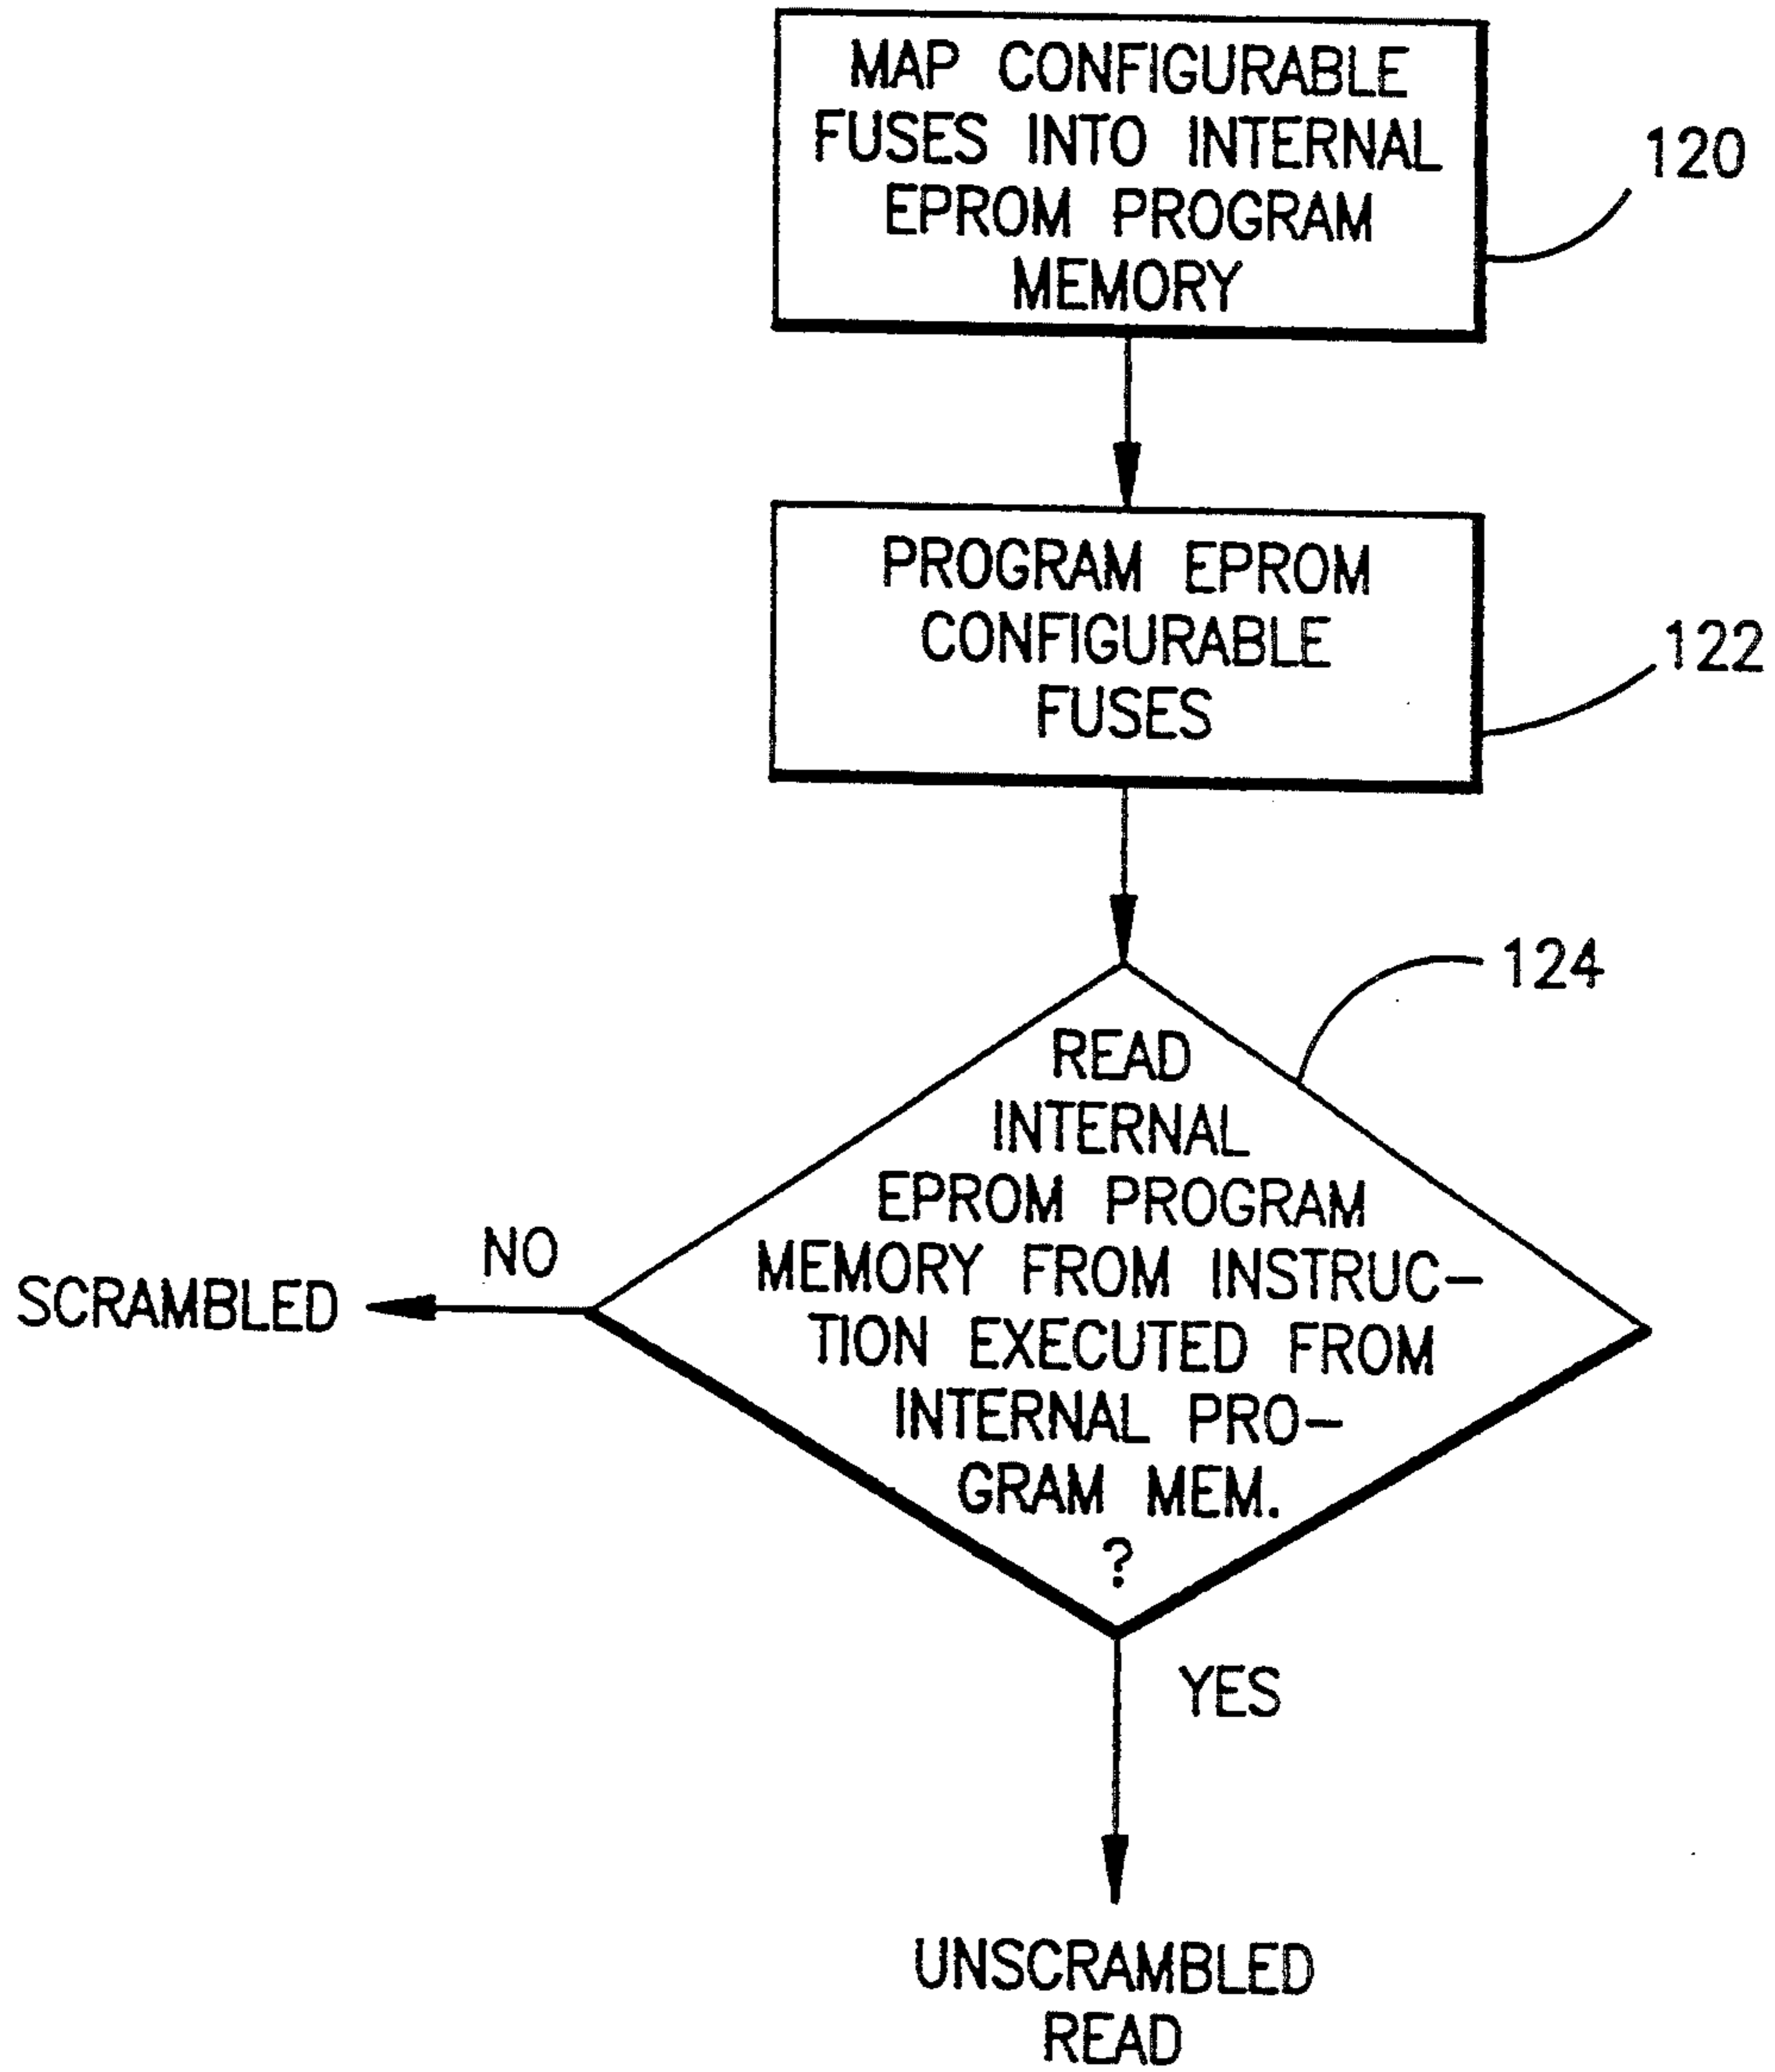 MAP CONFIGURABLE
FUSES INTO INTERNAL
EPROM PROGRAM
MEMORY
120
PROGRAM EPROM
CONFIGURABLE
FUSES
122
124
READ
INTERNAL
EPROM PROGRAM
MEMORY FROM INSTRUC-
TION EXECUTED FROM
INTERNAL PRO-
GRAM MEM.
?
NO
SCRAMBLED
YES
UNSCRAMBLED
READ